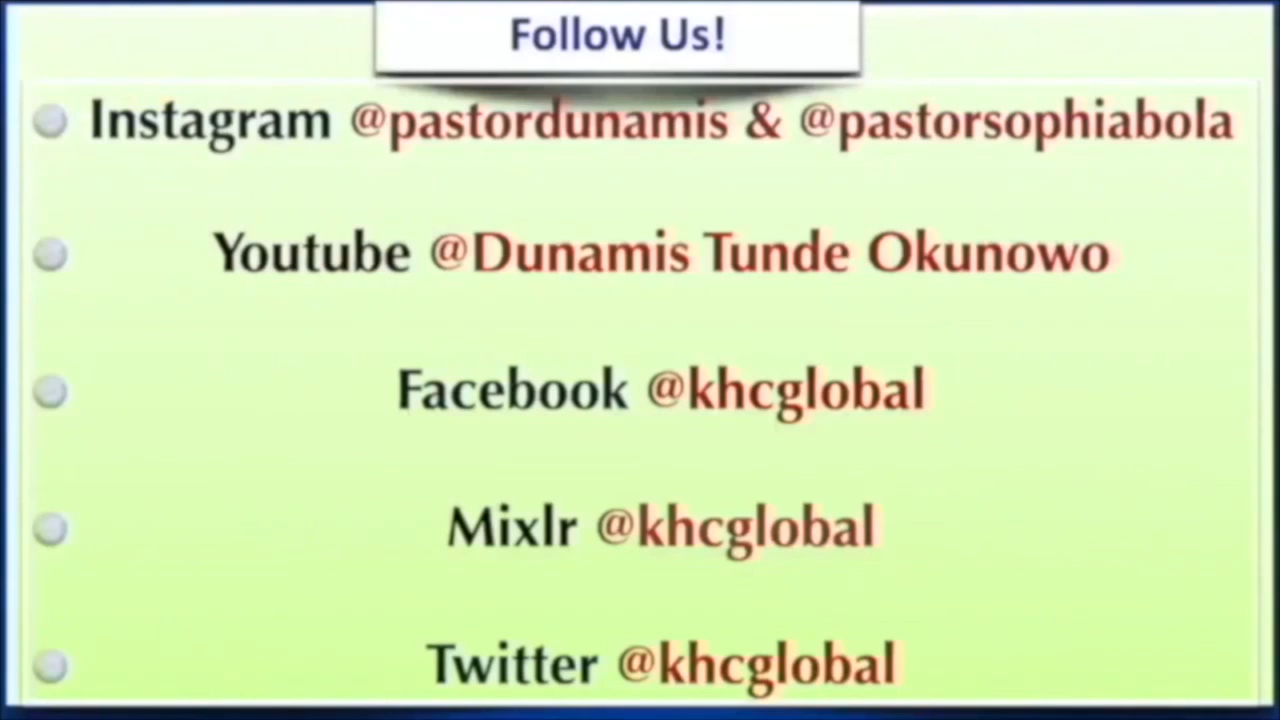 Follow Us!
Instagram @pastordunamis & @pastorsophiabola
Youtube @Dunamis Tunde Okunowo
Facebook @khcglobal
Mixlr @khcglobal
Twitter @khcglobal